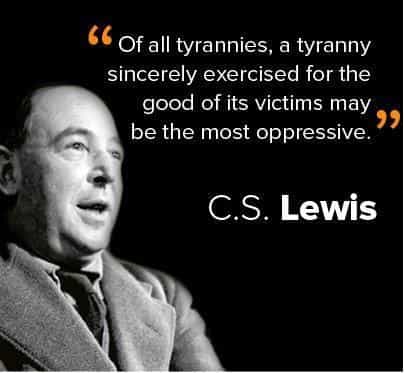 “ Of all tyrannies, a tyranny
sincerely exercised for the
good of its victims may
be the most oppressive. ”
C.S. Lewis